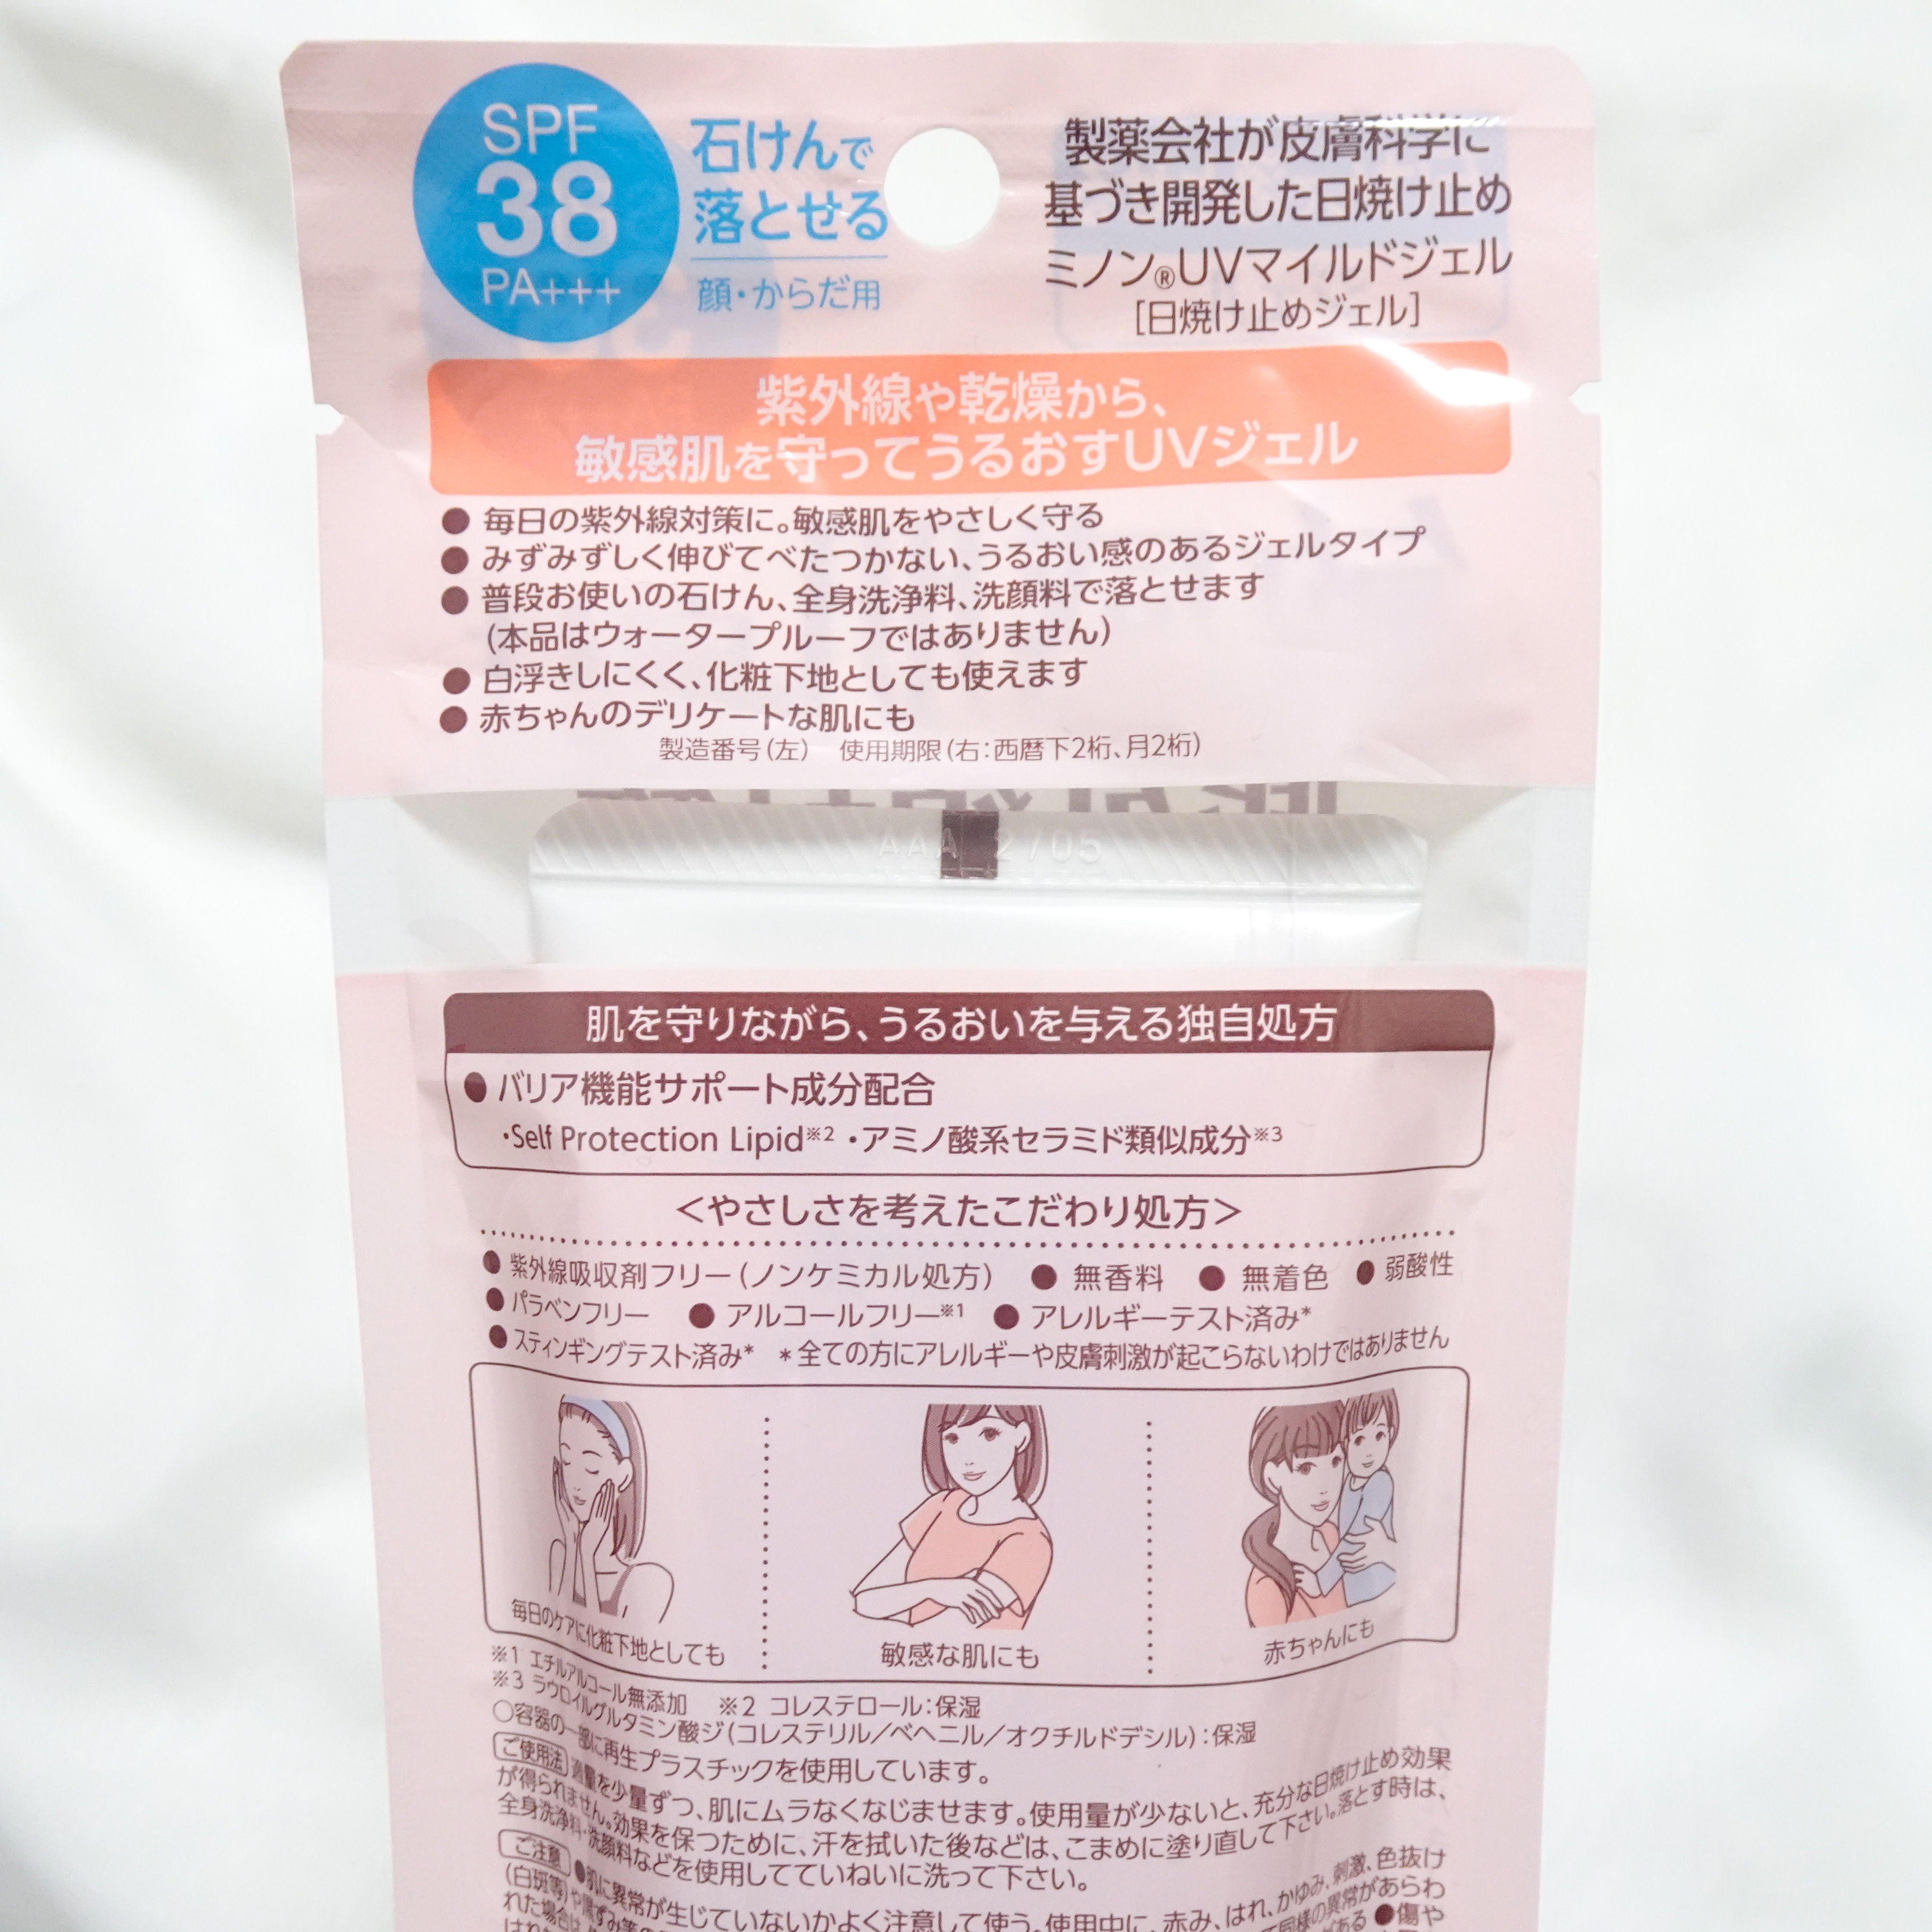 SPF
38
PA+++
石けんで
落とせる
顔・からだ用
製薬会社が皮膚科学に
基づき開発した日焼け止め
ミノン®UVマイルドジェル
[日焼け止めジェル]
紫外線や乾燥から、
敏感肌を守ってうるおすUVジェル
● 毎日の紫外線対策に。敏感肌をやさしく守る
● みずみずしく伸びてべたつかない、うるおい感のあるジェルタイプ
● 普段お使いの石けん、全身洗浄料、洗顔料で落とせます
(本品はウォータープルーフではありません)
● 白浮きしにくく、化粧下地としても使えます
● 赤ちゃんのデリケートな肌にも
製造番号(左) 使用期限(右:西暦下2桁、月2桁)
AAA 2705
肌を守りながら、うるおいを与える独自処方
● バリア機能サポート成分配合
・Self Protection Lipid※2 ・アミノ酸系セラミド類似成分※3
<やさしさを考えたこだわり処方>
● 紫外線吸収剤フリー(ノンケミカル処方) ● 無香料 ● 無着色 ● 弱酸性
● パラベンフリー ● アルコールフリー※1 ● アレルギーテスト済み*
● スティンギングテスト済み* *全ての方にアレルギーや皮膚刺激が起こらないわけではありません
毎日のケアに化粧下地としても
敏感な肌にも
赤ちゃんにも
※1 エチルアルコール無添加 ※2 コレステロール:保湿
※3 ラウロイルグルタミン酸ジ(コレステリル/ベヘニル/オクチルドデシル):保湿
○容器の一部に再生プラスチックを使用しています。
ご使用法 適量を少量ずつ、肌にムラなくなじませます。使用量が少ないと、充分な日焼け止め効果
が得られません。効果を保つために、汗を拭いた後などは、こまめに塗り直して下さい。落とす時は、
全身洗浄料・洗顔料などを使用してていねいに洗って下さい。
ご注意 ●肌に異常が生じていないかよく注意して使う。使用中に、赤み、はれ、かゆみ、刺激、色抜け
(白斑等)や黒ずみ等の 同様の異常があらわ
れた場合は ある ●傷や